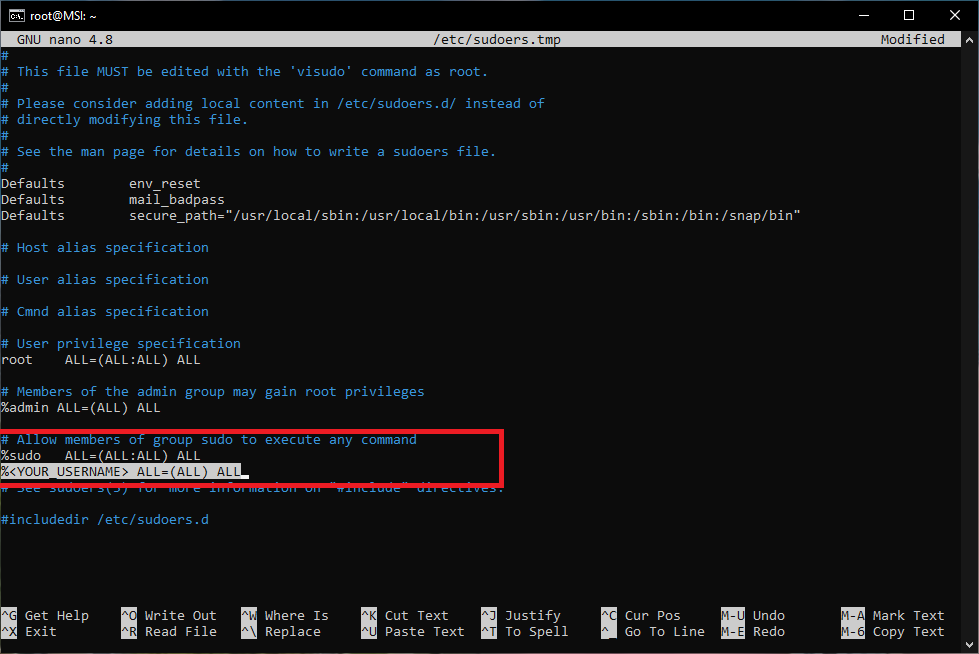 root@MSI: ~
GNU nano 4.8 /etc/sudoers.tmp Modified
#
# This file MUST be edited with the 'visudo' command as root.
#
# Please consider adding local content in /etc/sudoers.d/ instead of
# directly modifying this file.
#
# See the man page for details on how to write a sudoers file.
#
Defaults env_reset
Defaults mail_badpass
Defaults secure_path="/usr/local/sbin:/usr/local/bin:/usr/sbin:/usr/bin:/sbin:/bin:/snap/bin"
# Host alias specification
# User alias specification
# Cmnd alias specification
# User privilege specification
root ALL=(ALL:ALL) ALL
# Members of the admin group may gain root privileges
%admin ALL=(ALL) ALL
# Allow members of group sudo to execute any command
%sudo ALL=(ALL:ALL) ALL
%<YOUR_USERNAME> ALL=(ALL) ALL
# See sudoers(5) for more information on "#include" directives:
#includedir /etc/sudoers.d
^G Get Help ^O Write Out ^W Where Is ^K Cut Text ^J Justify ^C Cur Pos M-U Undo M-A Mark Text
^X Exit ^R Read File ^\ Replace ^U Paste Text ^T To Spell ^_ Go To Line M-E Redo M-6 Copy Text